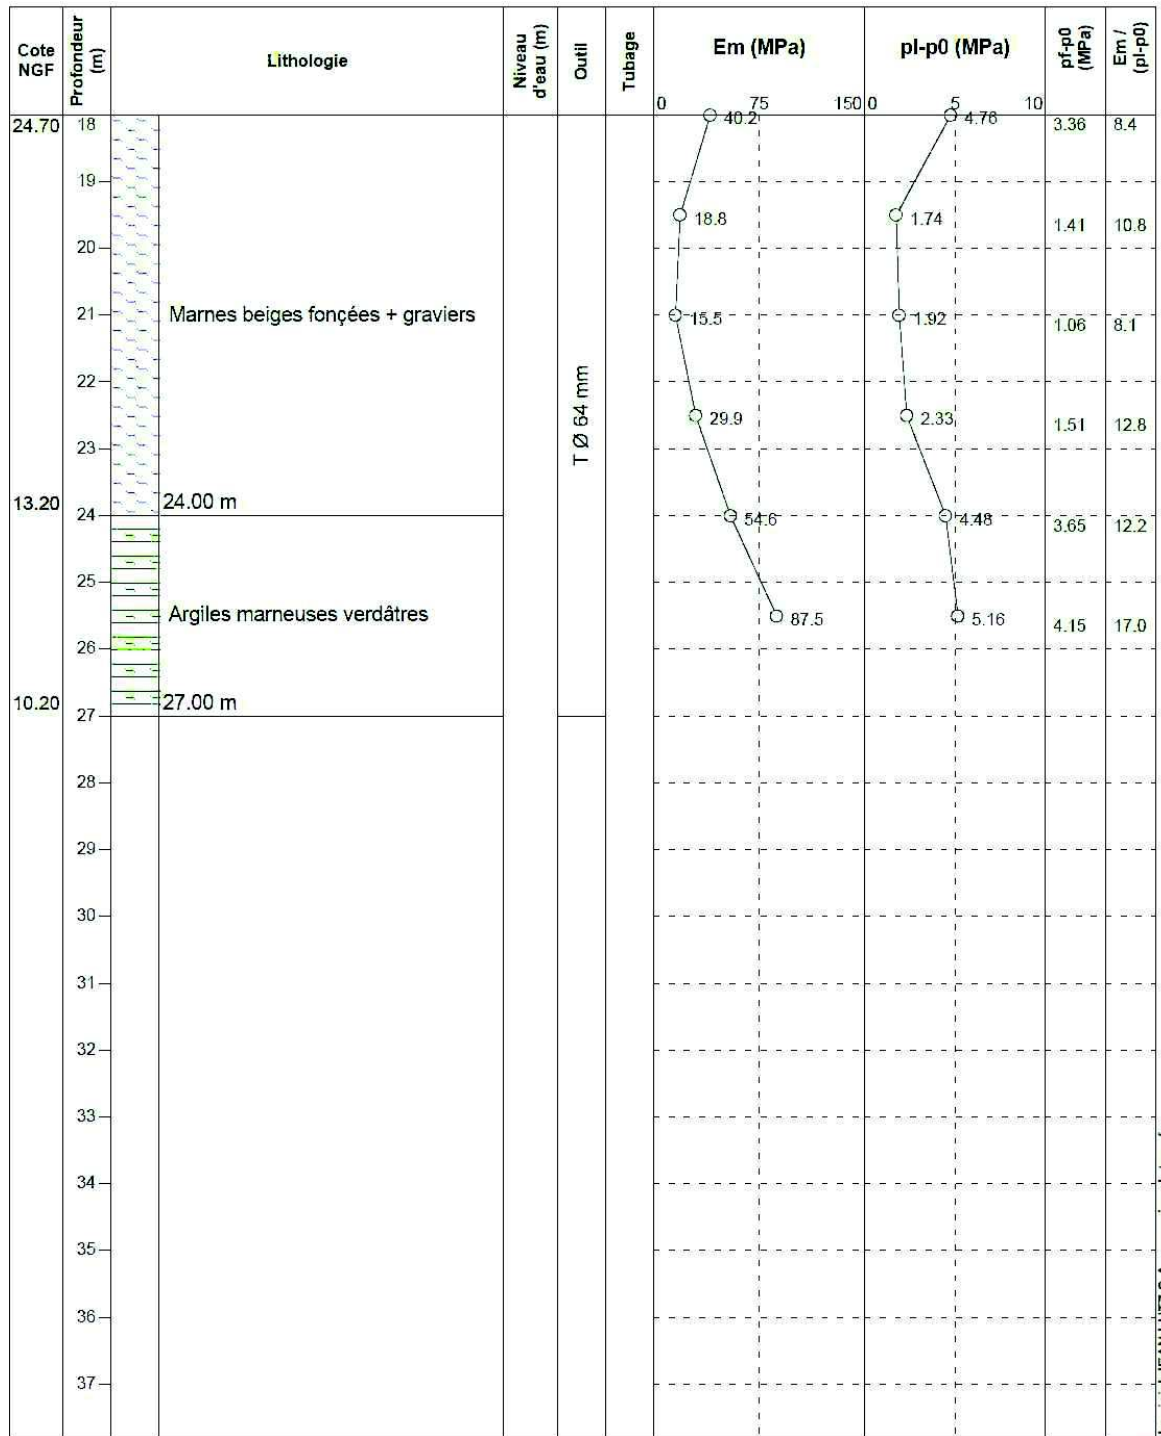 Cote NGF
Profondeur (m)
Lithologie
Niveau d'eau (m)
Outil
Tubage
Em (MPa)
pl-p0 (MPa)
pf-p0 (MPa)
Em / (pl-p0)
0 75 150 0 5 10
24.70 18 40.2 4.78 3.36 8.4
19
18.8 1.74 1.41 10.8
20
21 Marnes beiges fonçées + graviers 15.5 1.92 1.06 8.1
22
T Ø 64 mm
29.9 2.33 1.51 12.8
23
13.20 24.00 m
24 54.6 4.48 3.65 12.2
25
Argiles marneuses verdâtres 87.5 5.16 4.15 17.0
26
10.20 27.00 m
27
28
29
30
31
32
33
34
35
36
37